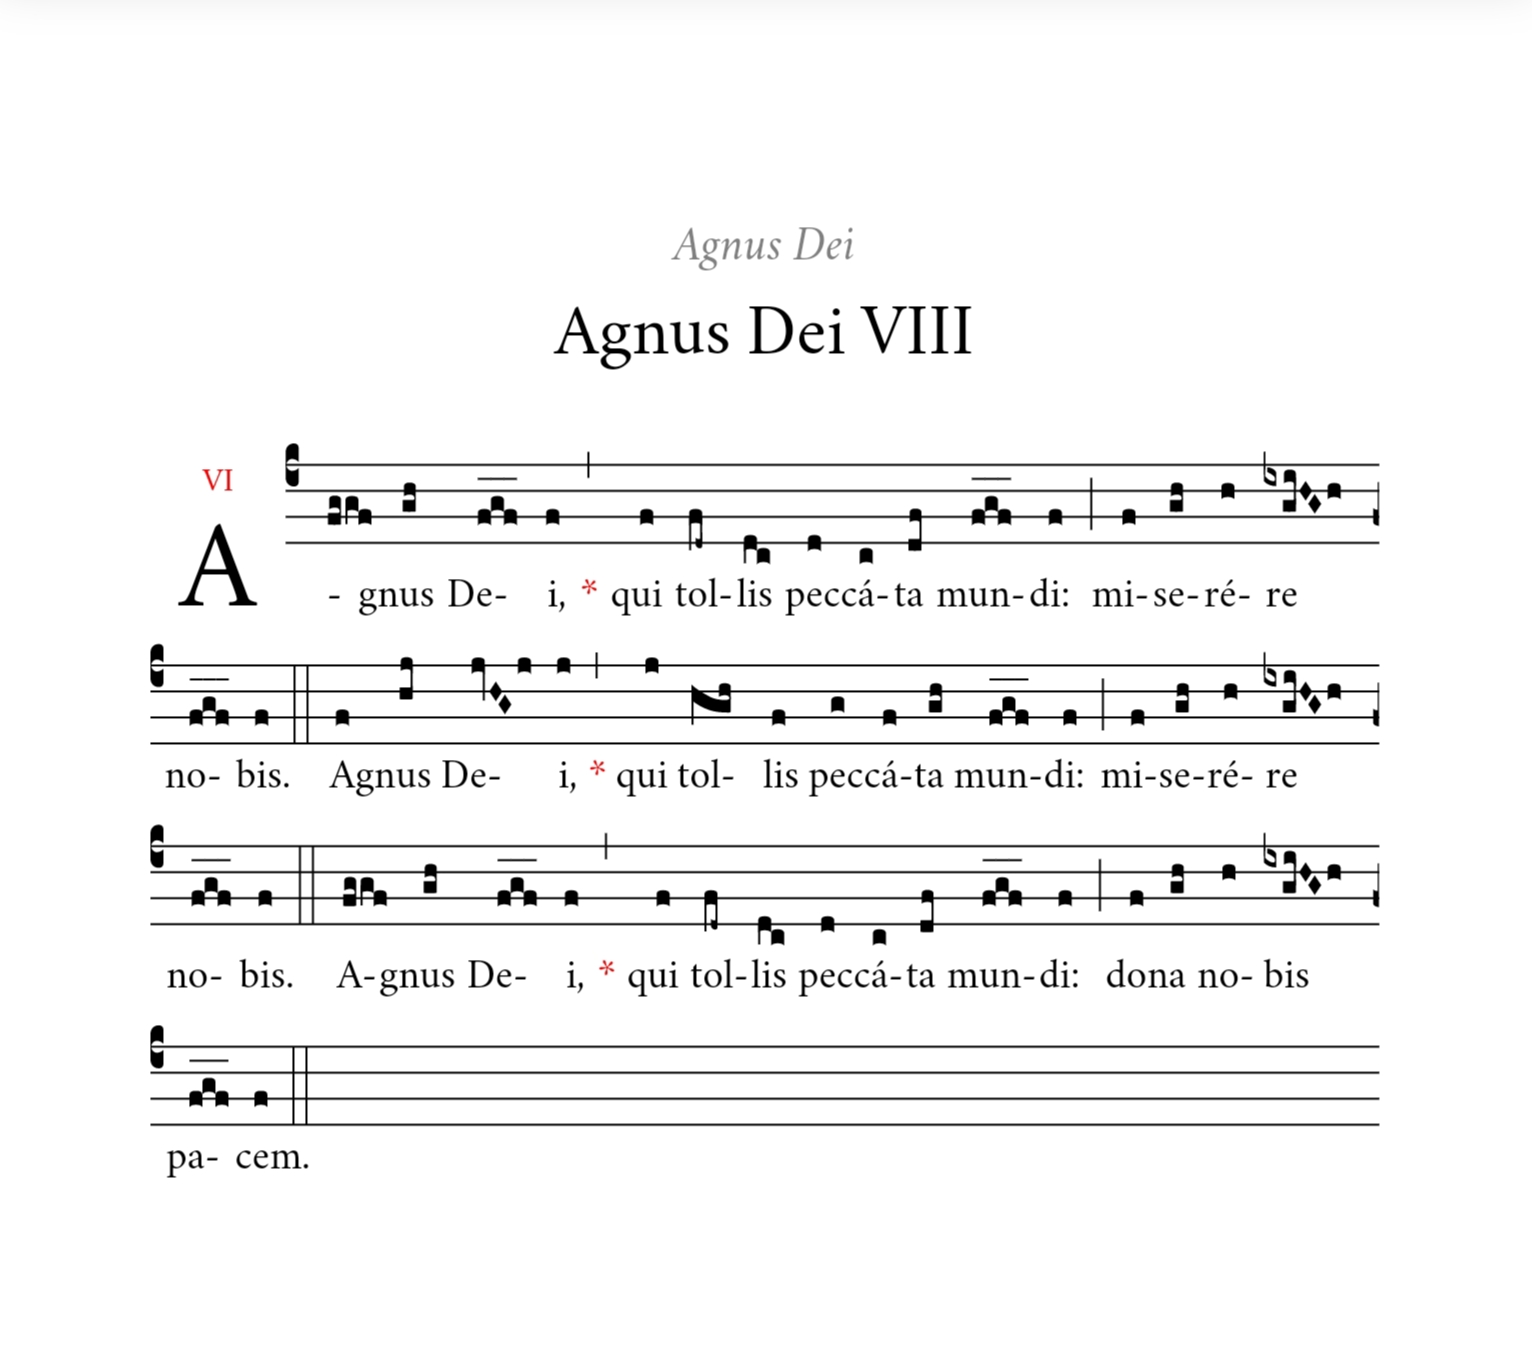 Agnus Dei
Agnus Dei VIII
VI
A - gnus De- i, * qui tol-lis peccá-ta mun-di: mi-se-ré- re
no- bis. Agnus De- i, * qui tol- lis peccá-ta mun-di: mi-se-ré- re
no- bis. A-gnus De- i, * qui tol-lis peccá-ta mun-di: dona no- bis
pa- cem.